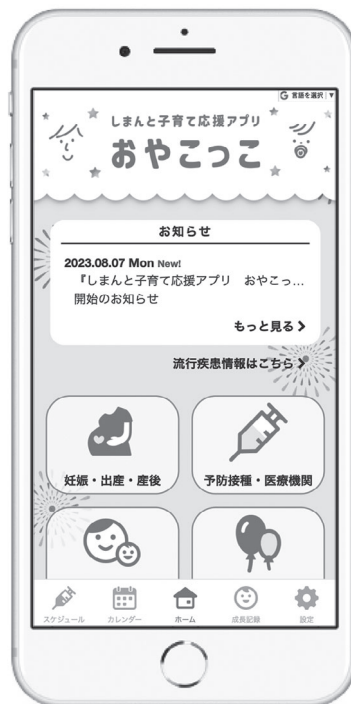 G 言語を選択 | ▼
しまんと子育て応援アプリ
おやこっこ
お知らせ
2023.08.07 Mon New!
『しまんと子育て応援アプリ おやこっ...
開始のお知らせ
もっと見る >
流行疾患情報はこちら >
妊娠・出産・産後
予防接種・医療機関
スケジュール
カレンダー
ホーム
成長記録
設定